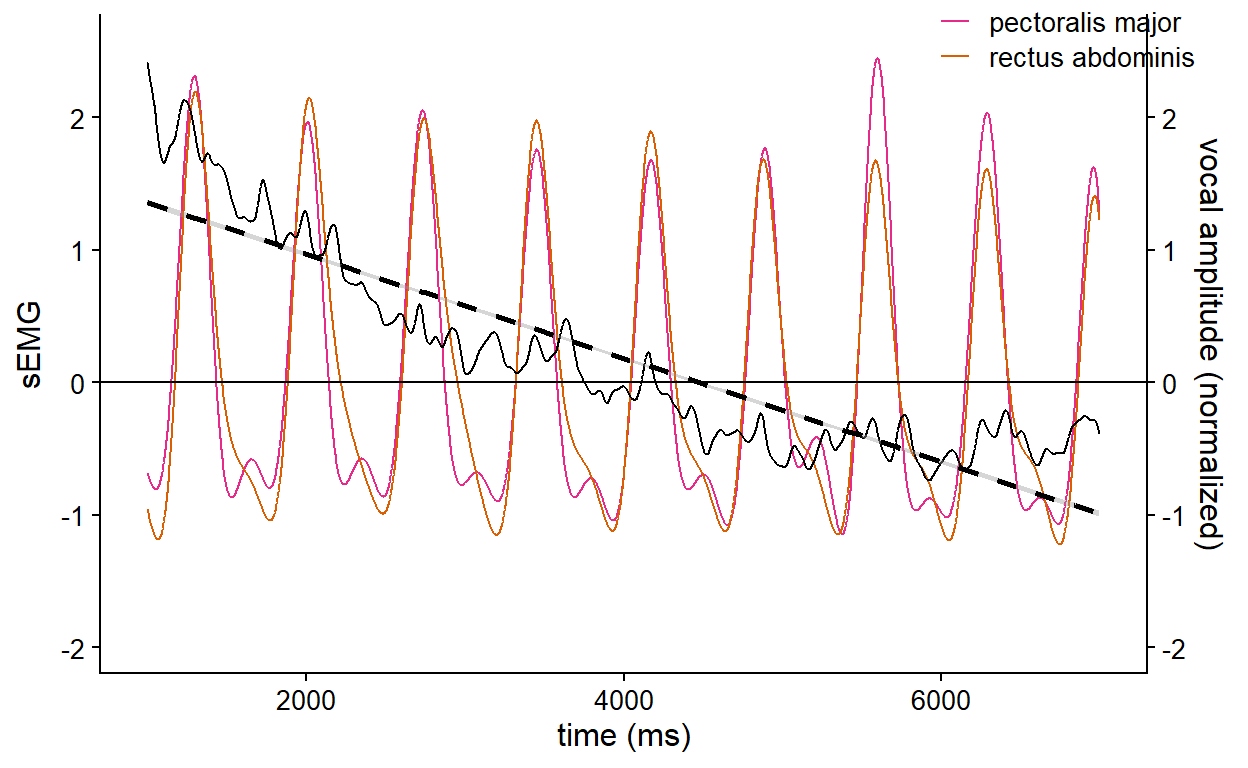 pectoralis major
rectus abdominis
2
1
0
-1
-2
sEMG
2
1
0
-1
-2
vocal amplitude (normalized)
2000
4000
6000
time (ms)